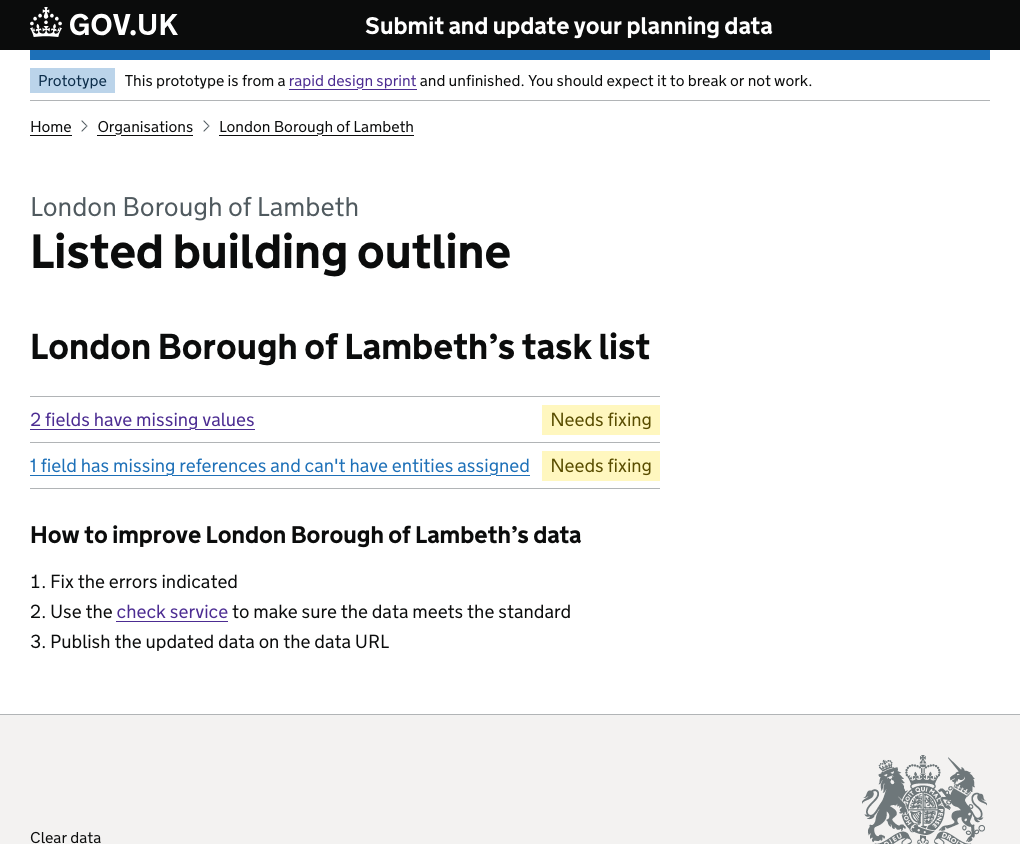 GOV.UK Submit and update your planning data
Prototype This prototype is from a rapid design sprint and unfinished. You should expect it to break or not work.
Home Organisations London Borough of Lambeth
London Borough of Lambeth
Listed building outline
London Borough of Lambeth’s task list
2 fields have missing values Needs fixing
1 field has missing references and can't have entities assigned Needs fixing
How to improve London Borough of Lambeth’s data
1. Fix the errors indicated
2. Use the check service to make sure the data meets the standard
3. Publish the updated data on the data URL
Clear data